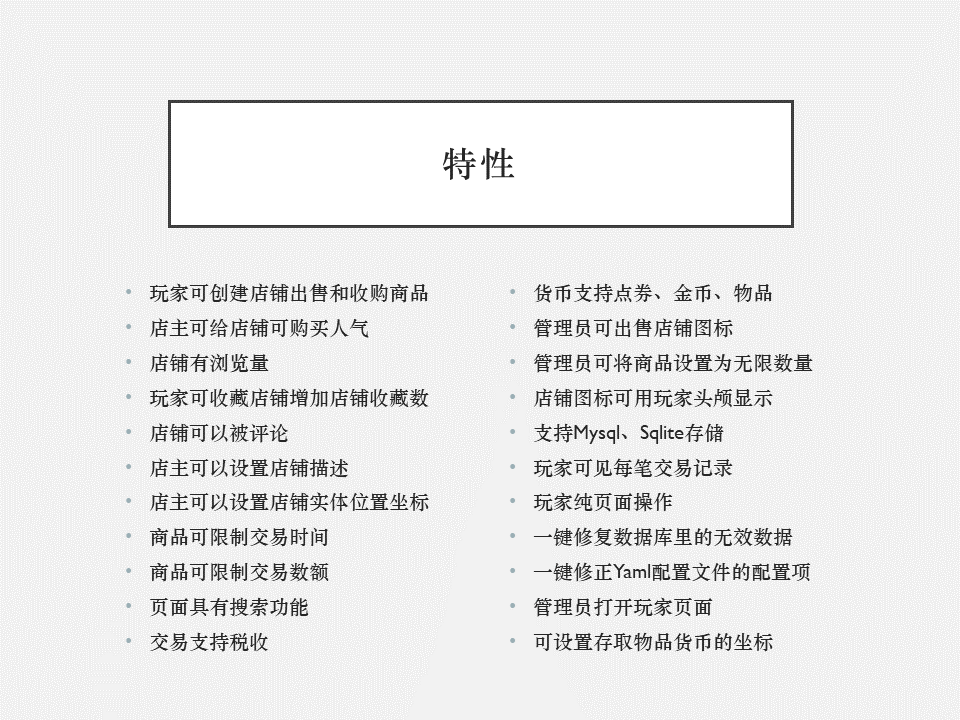 特性
玩家可创建店铺出售和收购商品
店主可给店铺可购买人气
店铺有浏览量
玩家可收藏店铺增加店铺收藏数
店铺可以被评论
店主可以设置店铺描述
店主可以设置店铺实体位置坐标
商品可限制交易时间
商品可限制交易数额
页面具有搜索功能
交易支持税收
货币支持点券、金币、物品
管理员可出售店铺图标
管理员可将商品设置为无限数量
店铺图标可用玩家头颅显示
支持Mysql、Sqlite存储
玩家可见每笔交易记录
玩家纯页面操作
一键修复数据库里的无效数据
一键修正Yaml配置文件的配置项
管理员打开玩家页面
可设置存取物品货币的坐标